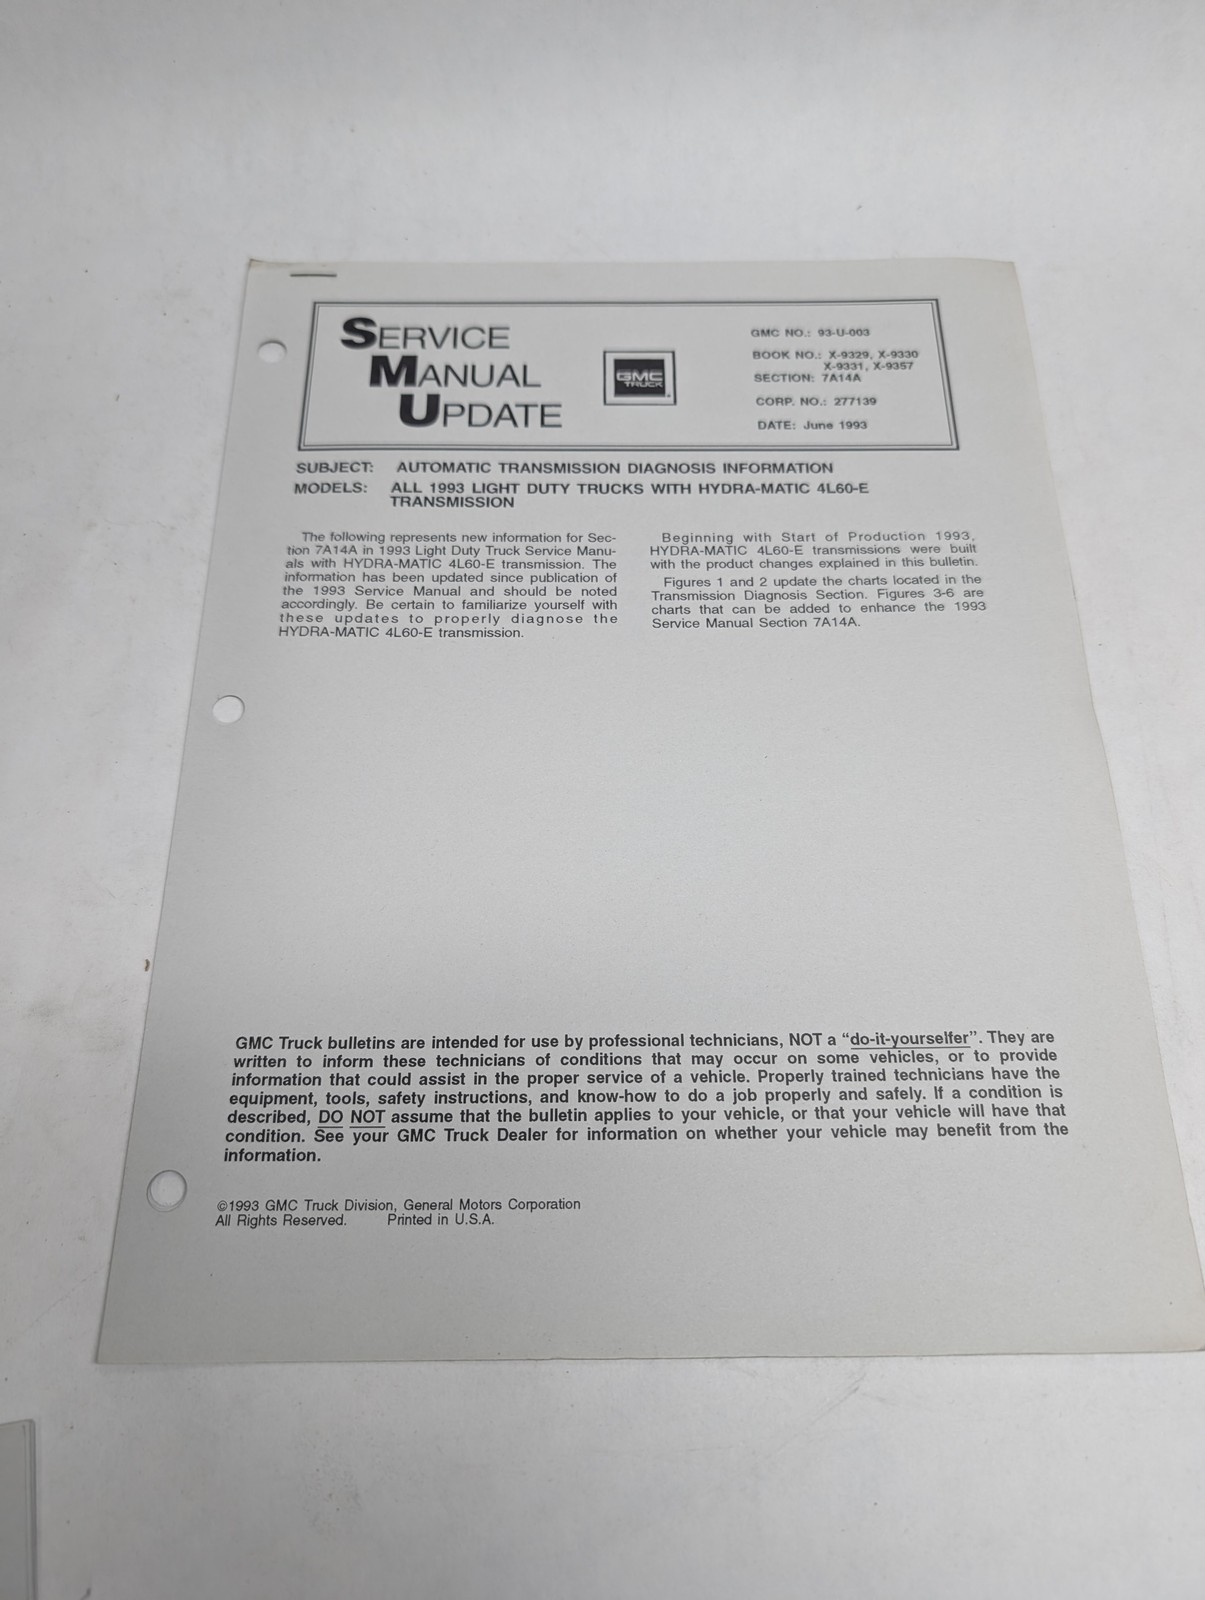 SERVICE
MANUAL
UPDATE
GMC
TRUCK
GMC NO.: 93-U-003
BOOK NO.: X-9329, X-9330
X-9331, X-9357
SECTION: 7A14A
CORP. NO.: 277139
DATE: June 1993
SUBJECT: AUTOMATIC TRANSMISSION DIAGNOSIS INFORMATION
MODELS: ALL 1993 LIGHT DUTY TRUCKS WITH HYDRA-MATIC 4L60-E
TRANSMISSION
The following represents new information for Sec-
tion 7A14A in 1993 Light Duty Truck Service Manu-
als with HYDRA-MATIC 4L60-E transmission. The
information has been updated since publication of
the 1993 Service Manual and should be noted
accordingly. Be certain to familiarize yourself with
these updates to properly diagnose the
HYDRA-MATIC 4L60-E transmission.
Beginning with Start of Production 1993,
HYDRA-MATIC 4L60-E transmissions were built
with the product changes explained in this bulletin.
Figures 1 and 2 update the charts located in the
Transmission Diagnosis Section. Figures 3-6 are
charts that can be added to enhance the 1993
Service Manual Section 7A14A.
GMC Truck bulletins are intended for use by professional technicians, NOT a "do-it-yourselfer". They are
written to inform these technicians of conditions that may occur on some vehicles, or to provide
information that could assist in the proper service of a vehicle. Properly trained technicians have the
equipment, tools, safety instructions, and know-how to do a job properly and safely. If a condition is
described, DO NOT assume that the bulletin applies to your vehicle, or that your vehicle will have that
condition. See your GMC Truck Dealer for information on whether your vehicle may benefit from the
information.
©1993 GMC Truck Division, General Motors Corporation
All Rights Reserved. Printed in U.S.A.